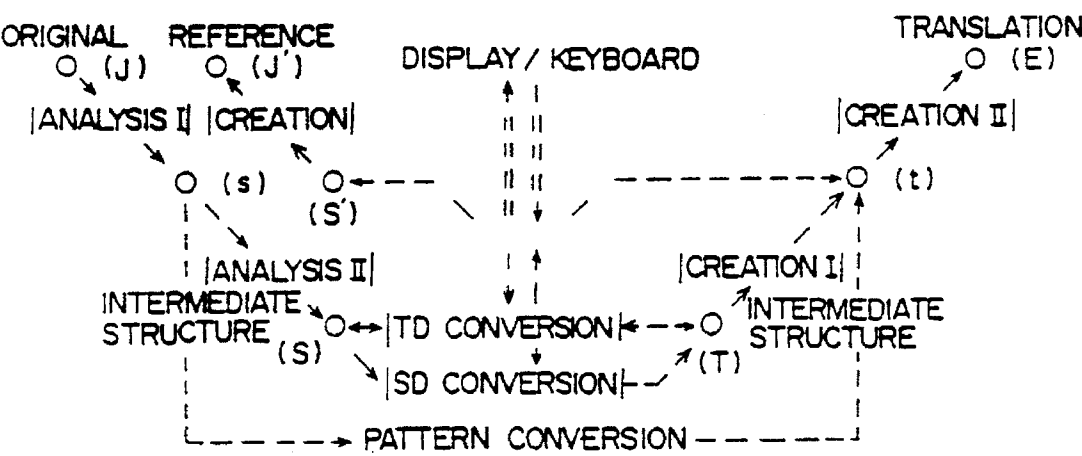 ORIGINAL
REFERENCE
TRANSLATION
(J)
(J')
DISPLAY / KEYBOARD
(E)
|ANALYSIS I|
|CREATION|
|CREATION II|
(s)
(S')
(t)
|ANALYSIS II|
|CREATION I|
INTERMEDIATE
STRUCTURE
(S)
|TD CONVERSION|
(T)
INTERMEDIATE
STRUCTURE
|SD CONVERSION|
PATTERN CONVERSION